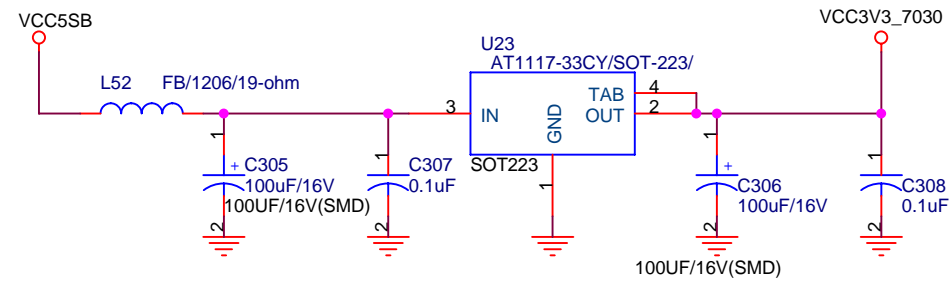 VCC5SB
VCC3V3_7030
U23
AT1117-33CY/SOT-223/
L52 FB/1206/19-ohm
3 IN TAB 4
OUT 2
GND
SOT223
1
1 + C305
100uF/16V
100UF/16V(SMD)
2
1 C307
0.1uF
2
1 + C306
100uF/16V
2
100UF/16V(SMD)
1 C308
0.1uF
2